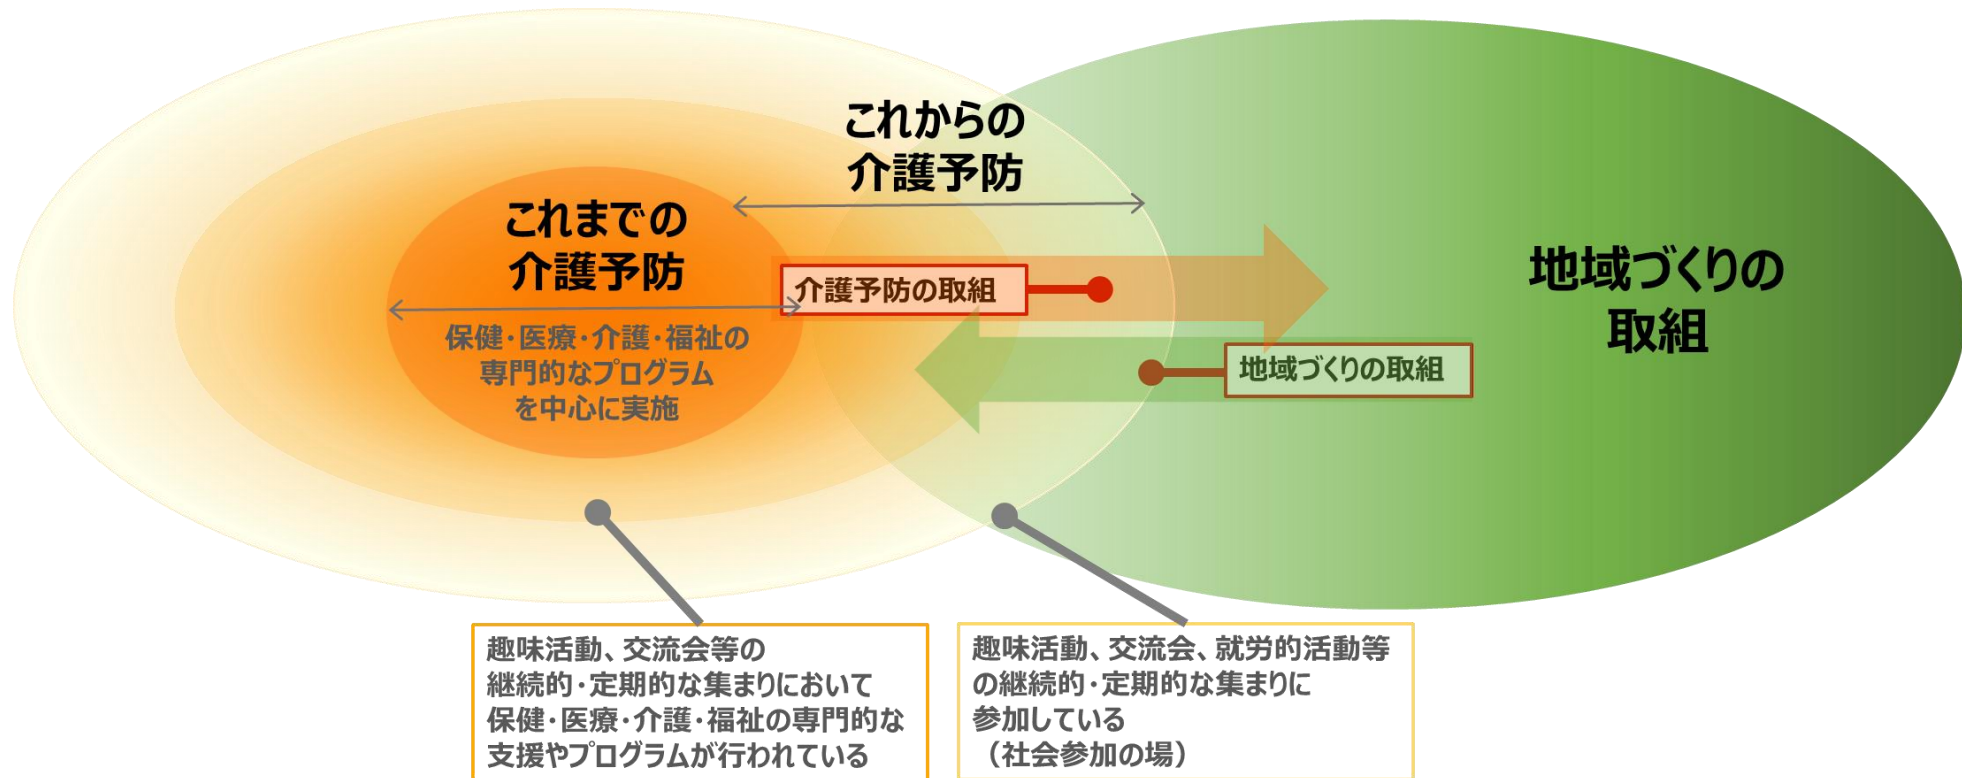 これからの
介護予防
これまでの
介護予防
保健・医療・介護・福祉の
専門的なプログラム
を中心に実施
介護予防の取組
地域づくりの取組
地域づくりの
取組
趣味活動、交流会等の
継続的・定期的な集まりにおいて
保健・医療・介護・福祉の専門的な
支援やプログラムが行われている
趣味活動、交流会、就労的活動等
の継続的・定期的な集まりに
参加している
（社会参加の場）